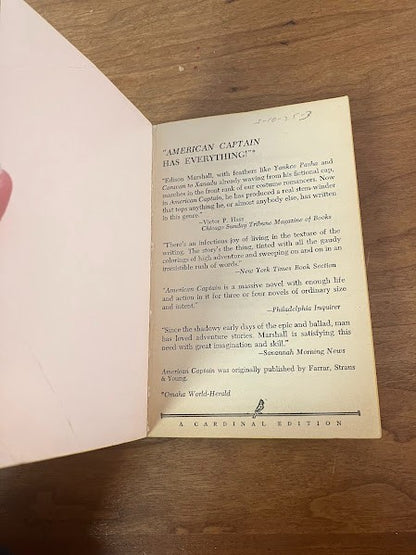 "AMERICAN CAPTAIN
HAS EVERYTHING!"*
"Edison Marshall, with feathers like Yankee Pasha and
Caravan to Xanadu already waving from his fictional cap,
marches in the front rank of our costume romancers. Now
in American Captain, he has produced a real stem-winder
that tops anything he, or almost anybody else, has written
in this genre."
—Victor P. Hass
Chicago Sunday Tribune Magazine of Books
"There's an infectious joy of living in the texture of the
writing. The story's the thing, tinted with all the gaudy
colorings of high adventure and sweeping on and on in an
irresistible rush of words."
—New York Times Book Section
"American Captain is a massive novel with enough life
and action in it for three or four novels of ordinary size
and intent."
—Philadelphia Inquirer
"Since the shadowy early days of the epic and ballad, man
has loved adventure stories. Marshall is satisfying this
need with great imagination and skill."
—Savannah Morning News
American Captain was originally published by Farrar, Straus
& Young.
*Omaha World-Herald
A CARDINAL EDITION